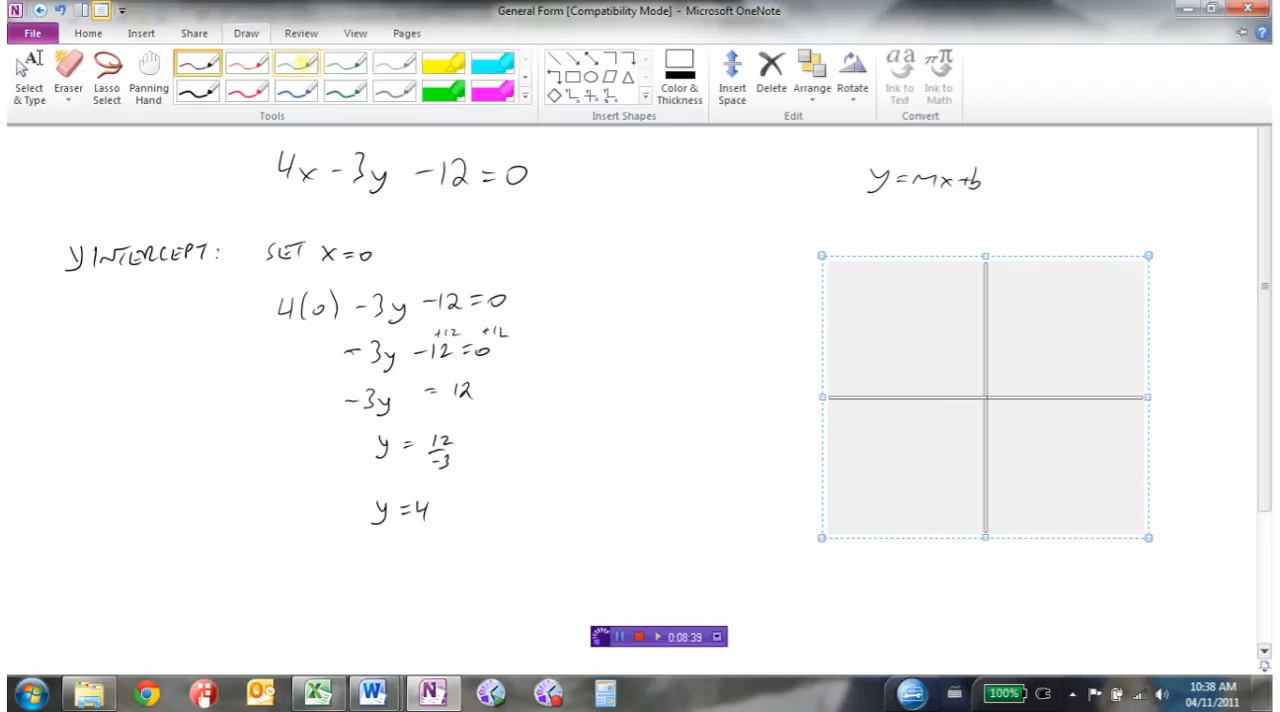 General Form [Compatibility Mode] - Microsoft OneNote
File Home Insert Share Draw Review View Pages
Select & Type Eraser Lasso Select Panning Hand Color & Thickness Insert Space Delete Arrange Rotate Ink to Text Ink to Math
Tools Insert Shapes Edit Convert
4x - 3y - 12 = 0
y = mx + b
Y INTERCEPT: SET x = 0
4(0) - 3y - 12 = 0
+12 +12
- 3y - 12 = 0
- 3y = 12
y = 12/-3
y = 4
0:08:39
100% 10:38 AM
04/11/2011